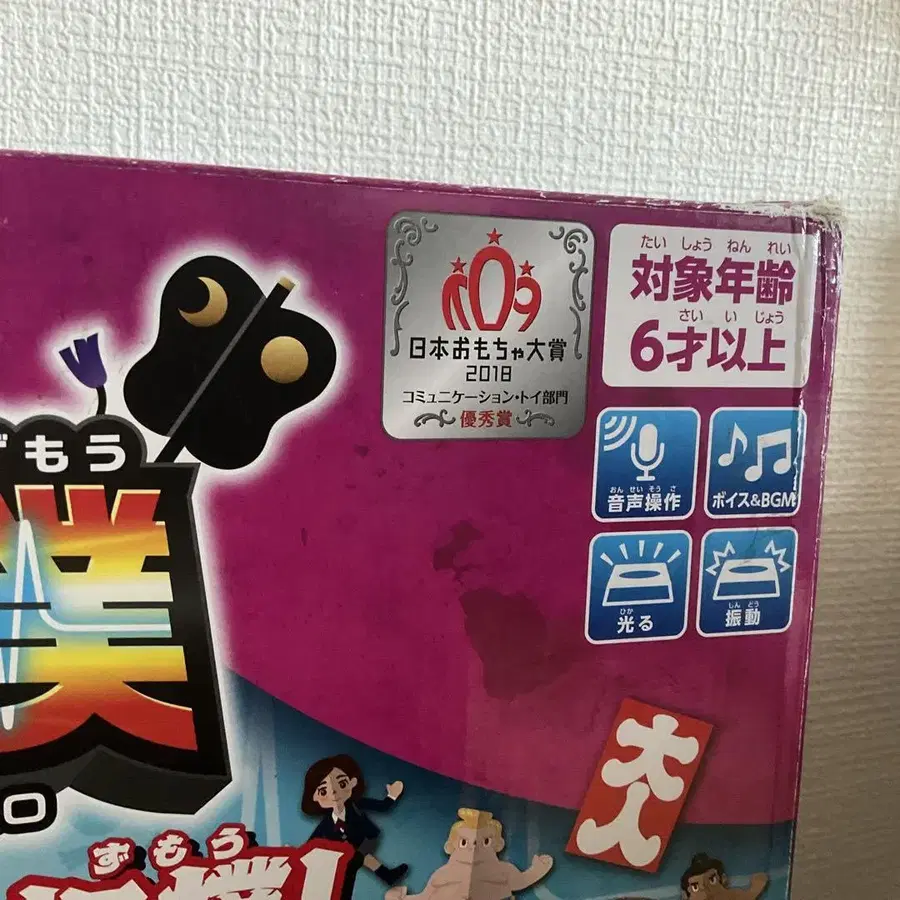 日本おもちゃ大賞
2018
コミュニケーション・トイ部門
優秀賞
たい しょう ねん れい
対象年齢
さい い じょう
6才以上
おん せい そう さ
音声操作
ボイス&BGM
ひか
光る
しん どう
振動
ずもう
僕
ずもう
大人